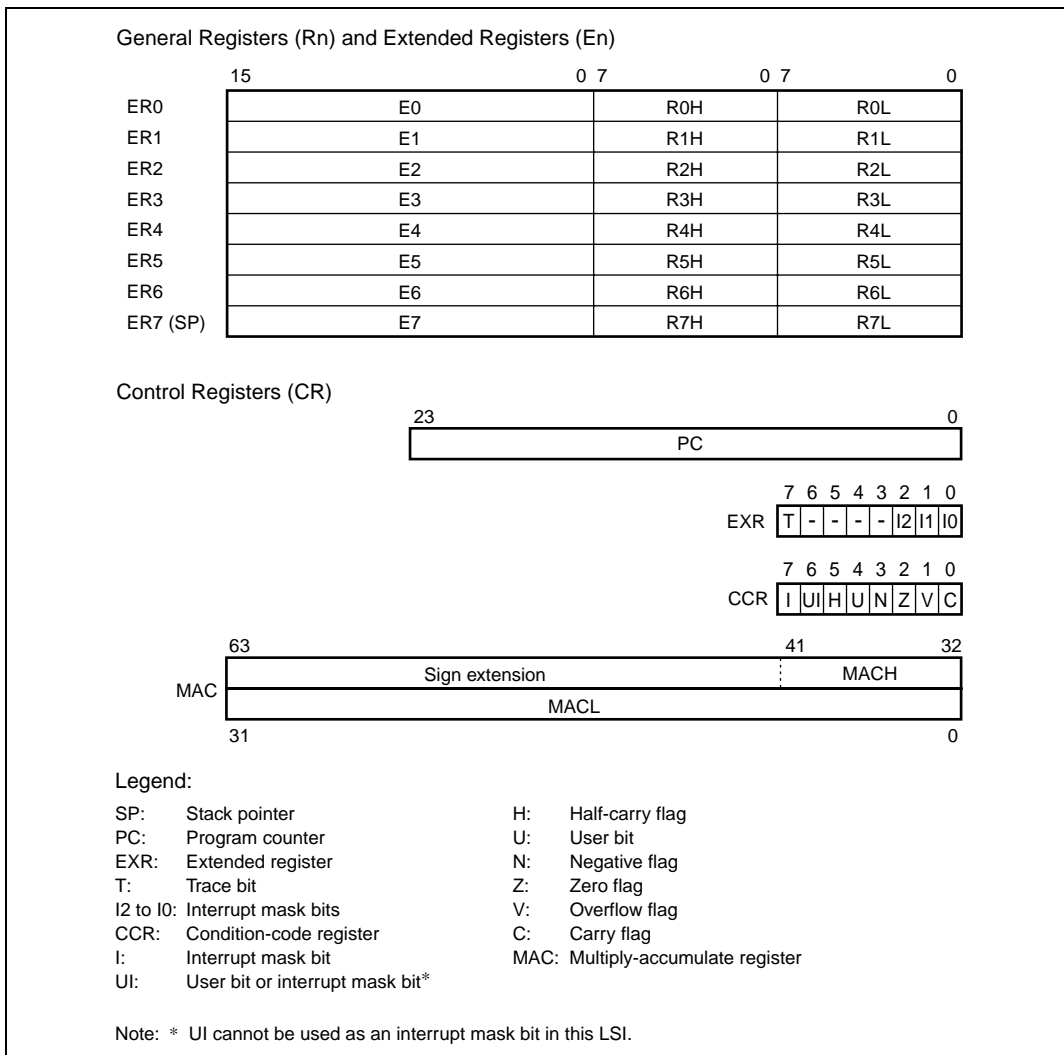 General Registers (Rn) and Extended Registers (En)
15 0 7 0 7 0
ER0 E0 R0H R0L
ER1 E1 R1H R1L
ER2 E2 R2H R2L
ER3 E3 R3H R3L
ER4 E4 R4H R4L
ER5 E5 R5H R5L
ER6 E6 R6H R6L
ER7 (SP) E7 R7H R7L
Control Registers (CR)
23 0
PC
7 6 5 4 3 2 1 0
EXR T - - - - I2 I1 I0
7 6 5 4 3 2 1 0
CCR I UI H U N Z V C
63 41 32
Sign extension MACH
MAC
MACL
31 0
Legend:
SP: Stack pointer
PC: Program counter
EXR: Extended register
T: Trace bit
I2 to I0: Interrupt mask bits
CCR: Condition-code register
I: Interrupt mask bit
UI: User bit or interrupt mask bit*
H: Half-carry flag
U: User bit
N: Negative flag
Z: Zero flag
V: Overflow flag
C: Carry flag
MAC: Multiply-accumulate register
Note: * UI cannot be used as an interrupt mask bit in this LSI.